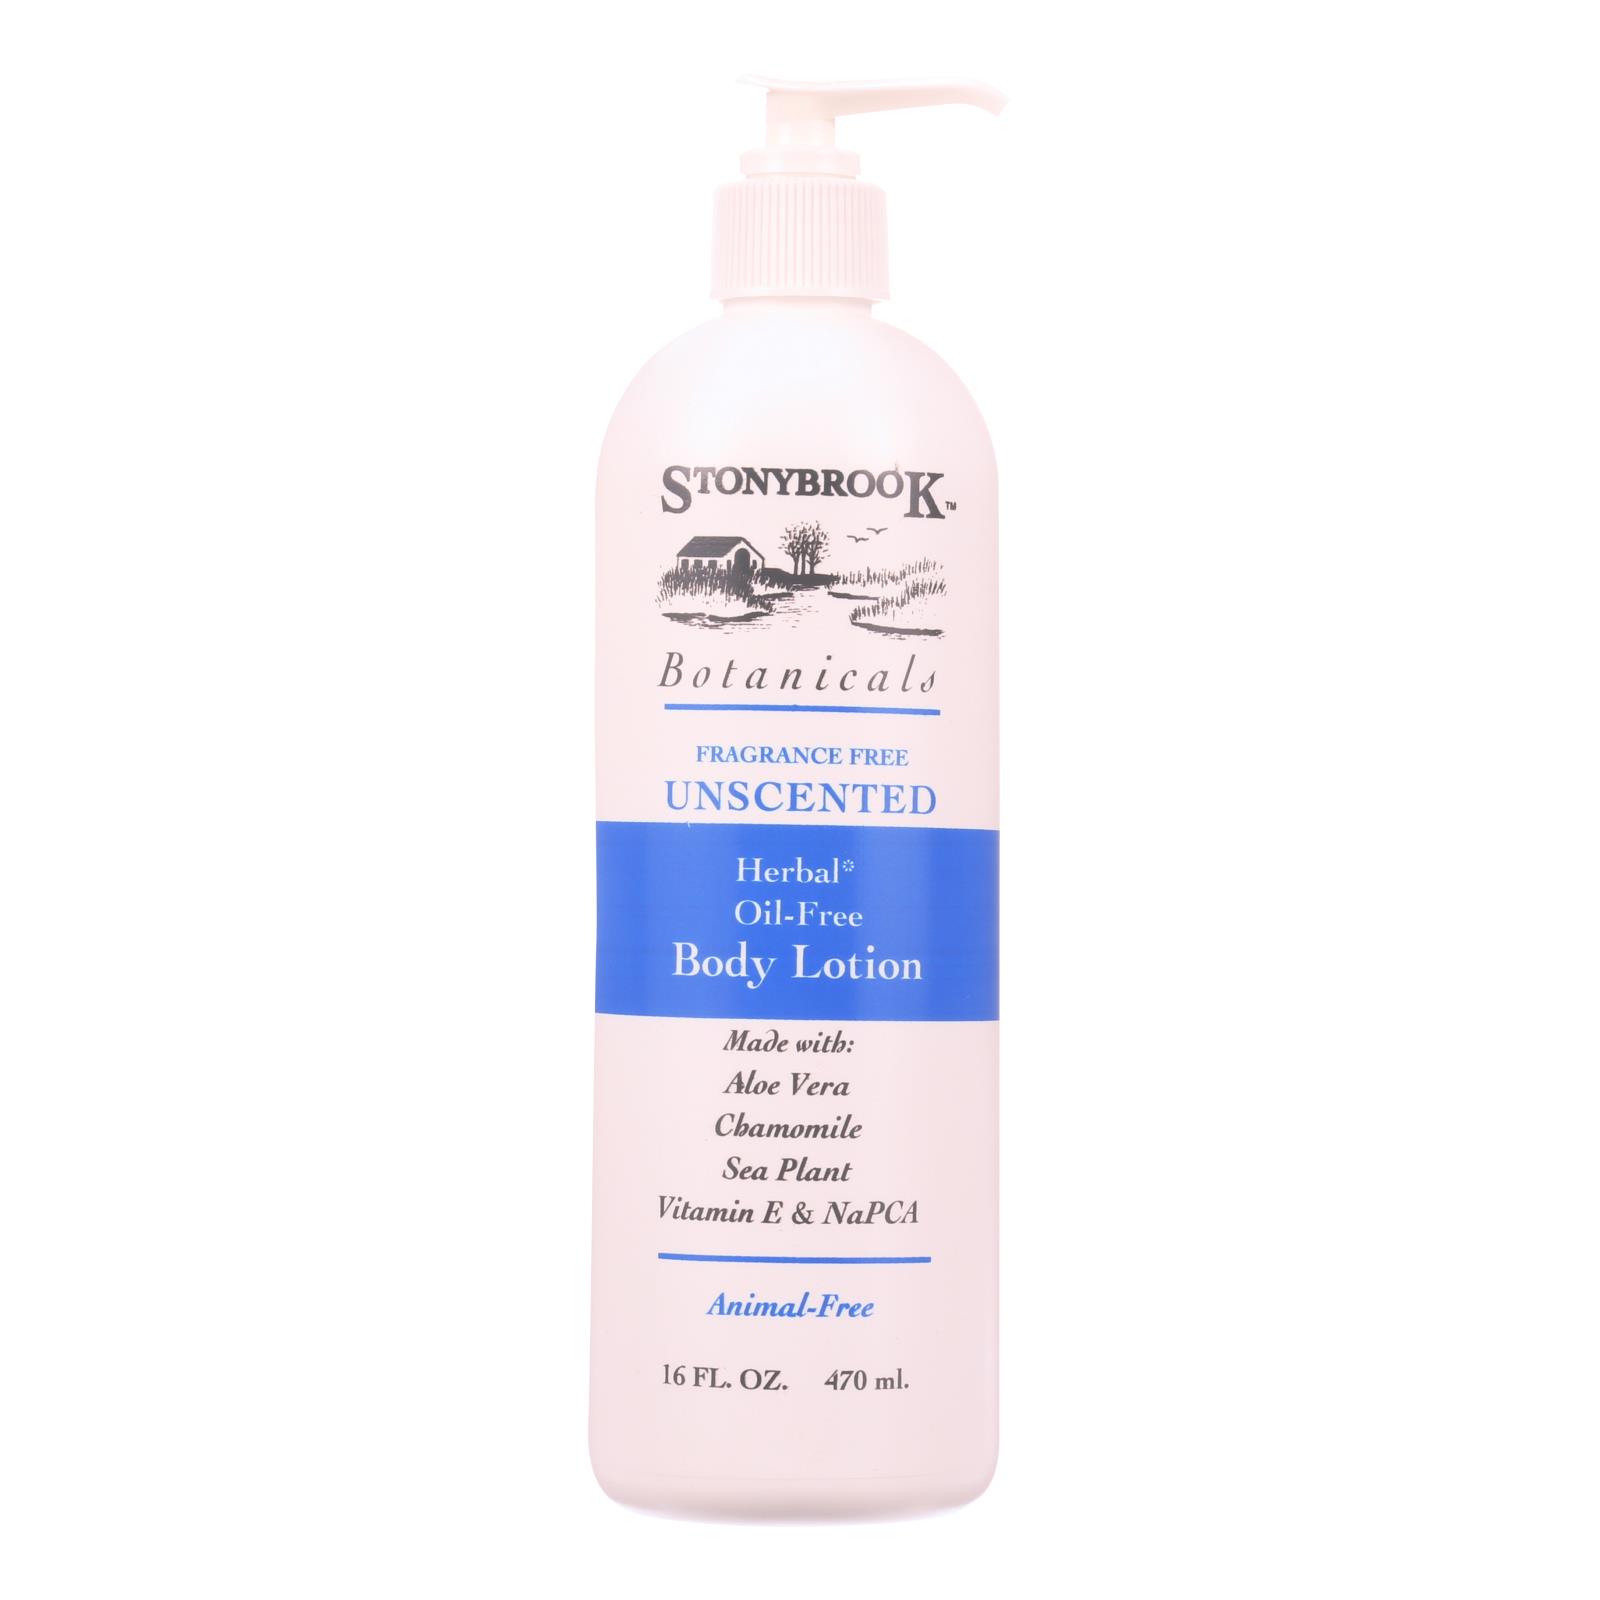 STONYBROOK™
Botanicals
FRAGRANCE FREE
UNSCENTED
Herbal*
Oil-Free
Body Lotion
Made with:
Aloe Vera
Chamomile
Sea Plant
Vitamin E & NaPCA
Animal-Free
16 FL. OZ. 470 ml.